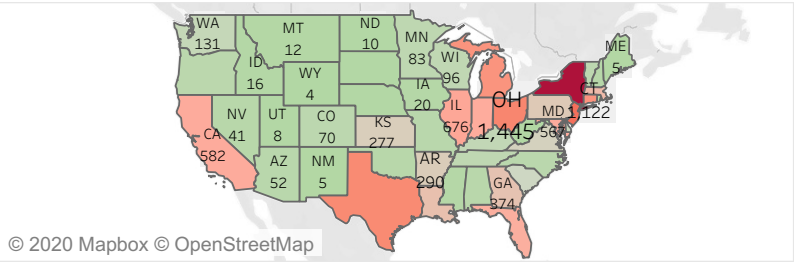 WA
131
MT
12
ND
10
MN
83
WI
96
ME
5
ID
16
WY
4
IA
20
OH
1,445
CT
1,122
NV
41
UT
8
CO
70
KS
277
IL
676
MD
567
CA
582
AZ
52
NM
5
AR
290
GA
374
© 2020 Mapbox © OpenStreetMap